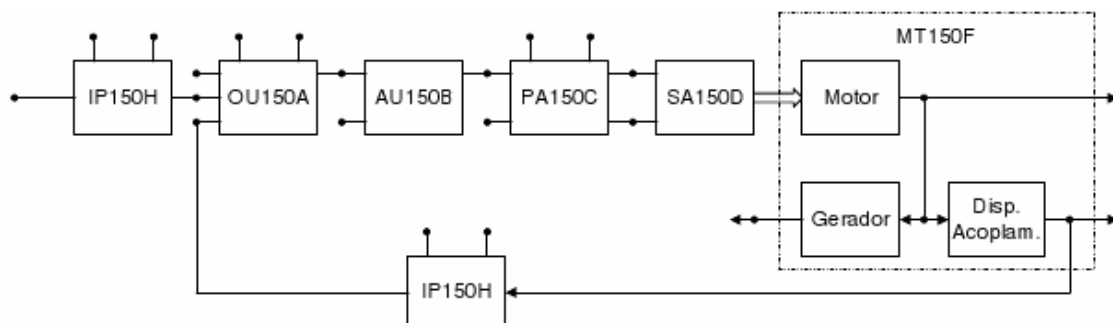 MT150F
IP150H
OU150A
AU150B
PA150C
SA150D
Motor
Gerador
Disp.
Acoplam.
IP150H